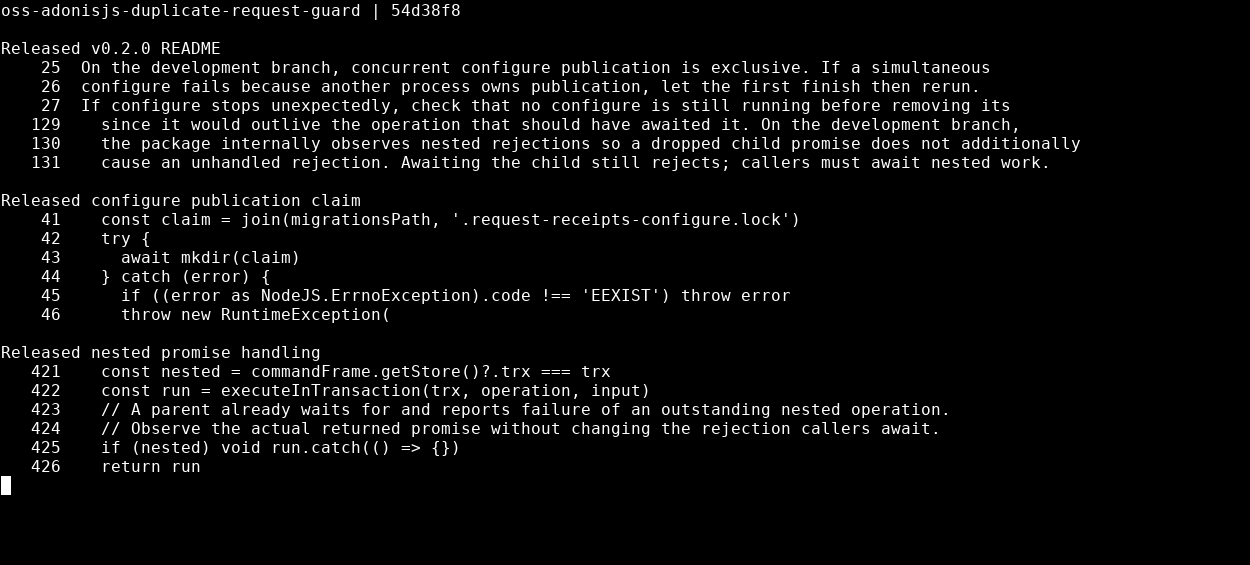 oss-adonisjs-duplicate-request-guard | 54d38f8
Released v0.2.0 README
25  On the development branch, concurrent configure publication is exclusive. If a simultaneous
26  configure fails because another process owns publication, let the first finish then rerun.
27  If configure stops unexpectedly, check that no configure is still running before removing its
129    since it would outlive the operation that should have awaited it. On the development branch,
130    the package internally observes nested rejections so a dropped child promise does not additionally
131    cause an unhandled rejection. Awaiting the child still rejects; callers must await nested work.
Released configure publication claim
41    const claim = join(migrationsPath, '.request-receipts-configure.lock')
42    try {
43      await mkdir(claim)
44    } catch (error) {
45      if ((error as NodeJS.ErrnoException).code !== 'EEXIST') throw error
46      throw new RuntimeException(
Released nested promise handling
421    const nested = commandFrame.getStore()?.trx === trx
422    const run = executeInTransaction(trx, operation, input)
423    // A parent already waits for and reports failure of an outstanding nested operation.
424    // Observe the actual returned promise without changing the rejection callers await.
425    if (nested) void run.catch(() => {})
426    return run